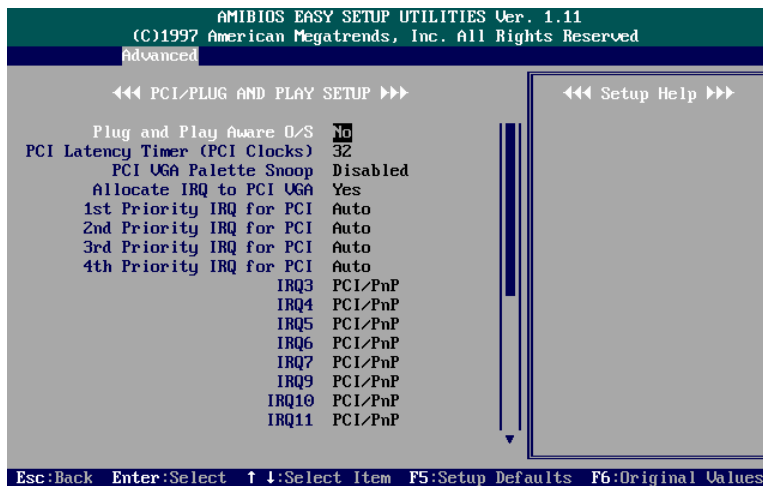 AMIBIOS EASY SETUP UTILITIES Ver. 1.11
(C)1997 American Megatrends, Inc. All Rights Reserved
Advanced
◄◄◄ PCI/PLUG AND PLAY SETUP ►►►
◄◄◄ Setup Help ►►►
Plug and Play Aware O/S No
PCI Latency Timer (PCI Clocks) 32
PCI VGA Palette Snoop Disabled
Allocate IRQ to PCI VGA Yes
1st Priority IRQ for PCI Auto
2nd Priority IRQ for PCI Auto
3rd Priority IRQ for PCI Auto
4th Priority IRQ for PCI Auto
IRQ3 PCI/PnP
IRQ4 PCI/PnP
IRQ5 PCI/PnP
IRQ6 PCI/PnP
IRQ7 PCI/PnP
IRQ9 PCI/PnP
IRQ10 PCI/PnP
IRQ11 PCI/PnP
Esc:Back Enter:Select ↑ ↓:Select Item F5:Setup Defaults F6:Original Values